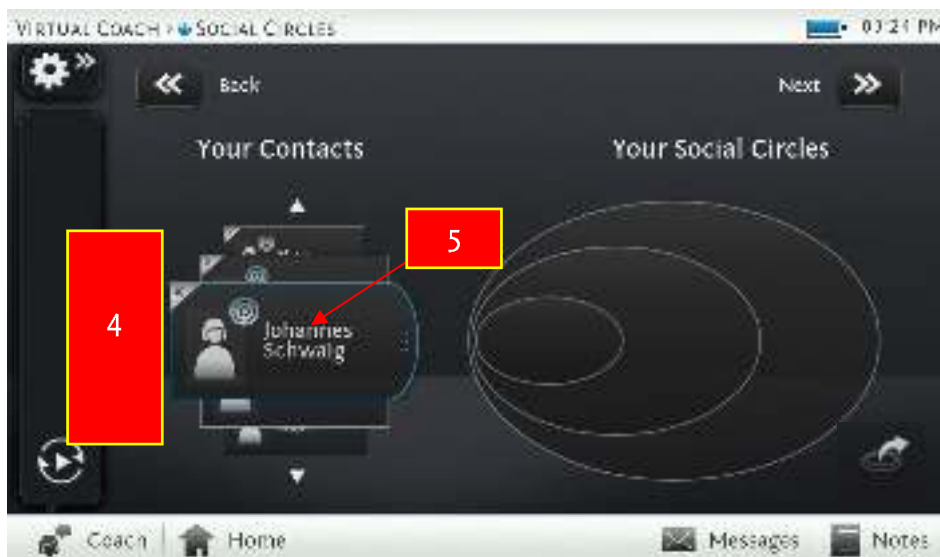 VIRTUAL COACH › SOCIAL CIRCLES
03:24 PM
Back
Next
Your Contacts
Your Social Circles
5
4
Johannes
Schwaig
Coach
Home
Messages
Notes